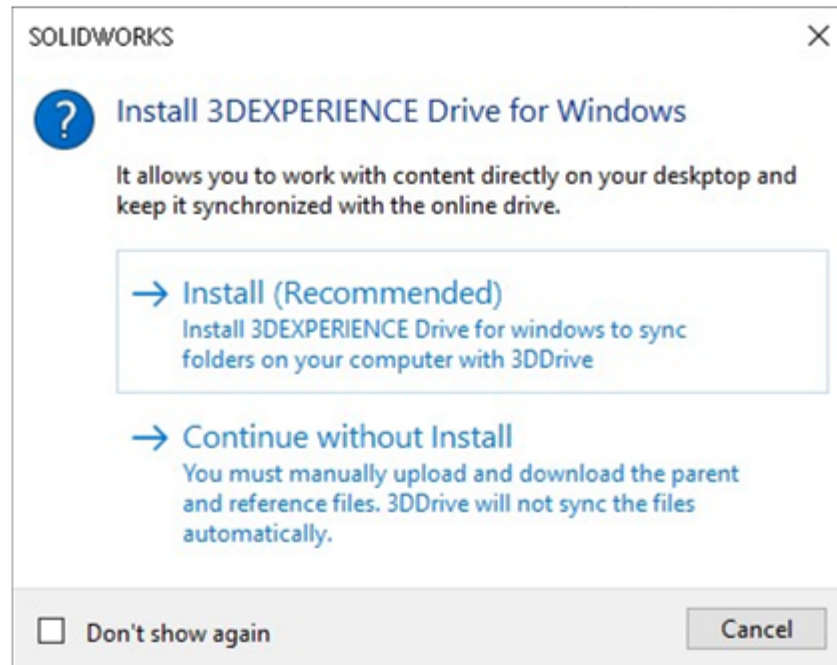 SOLIDWORKS
Install 3DEXPERIENCE Drive for Windows
It allows you to work with content directly on your deskptop and
keep it synchronized with the online drive.
Install (Recommended)
Install 3DEXPERIENCE Drive for windows to sync
folders on your computer with 3DDrive
Continue without Install
You must manually upload and download the parent
and reference files. 3DDrive will not sync the files
automatically.
Don't show again
Cancel